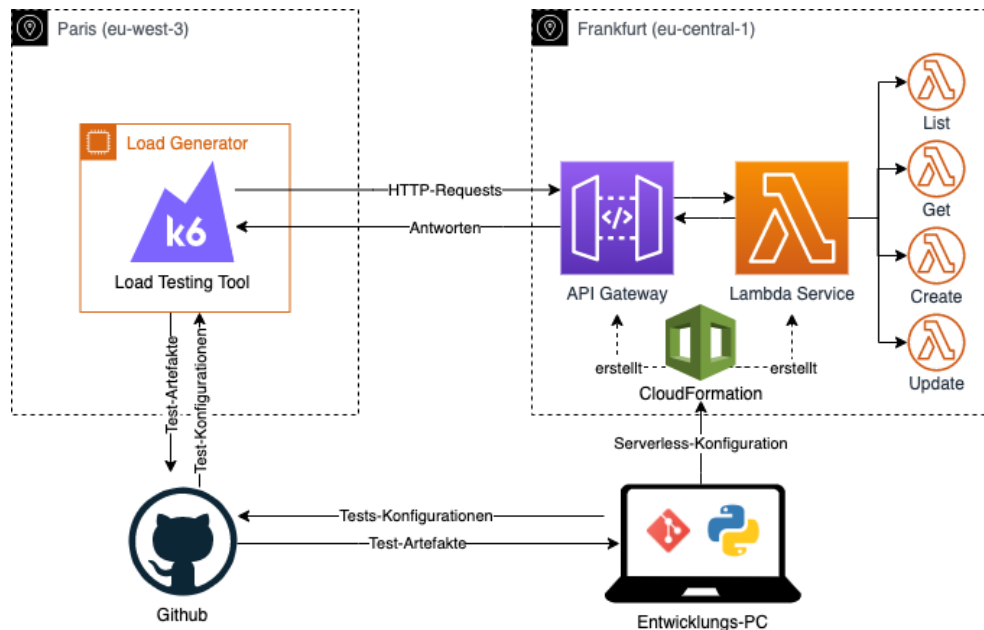 Paris (eu-west-3)
Frankfurt (eu-central-1)
Load Generator
k6
Load Testing Tool
HTTP-Requests
Antworten
</>
API Gateway
Lambda Service
List
Get
Create
Update
erstellt
erstellt
CloudFormation
Test-Artefakte
Test-Konfigurationen
Serverless-Konfiguration
Tests-Konfigurationen
Test-Artefakte
Github
Entwicklungs-PC